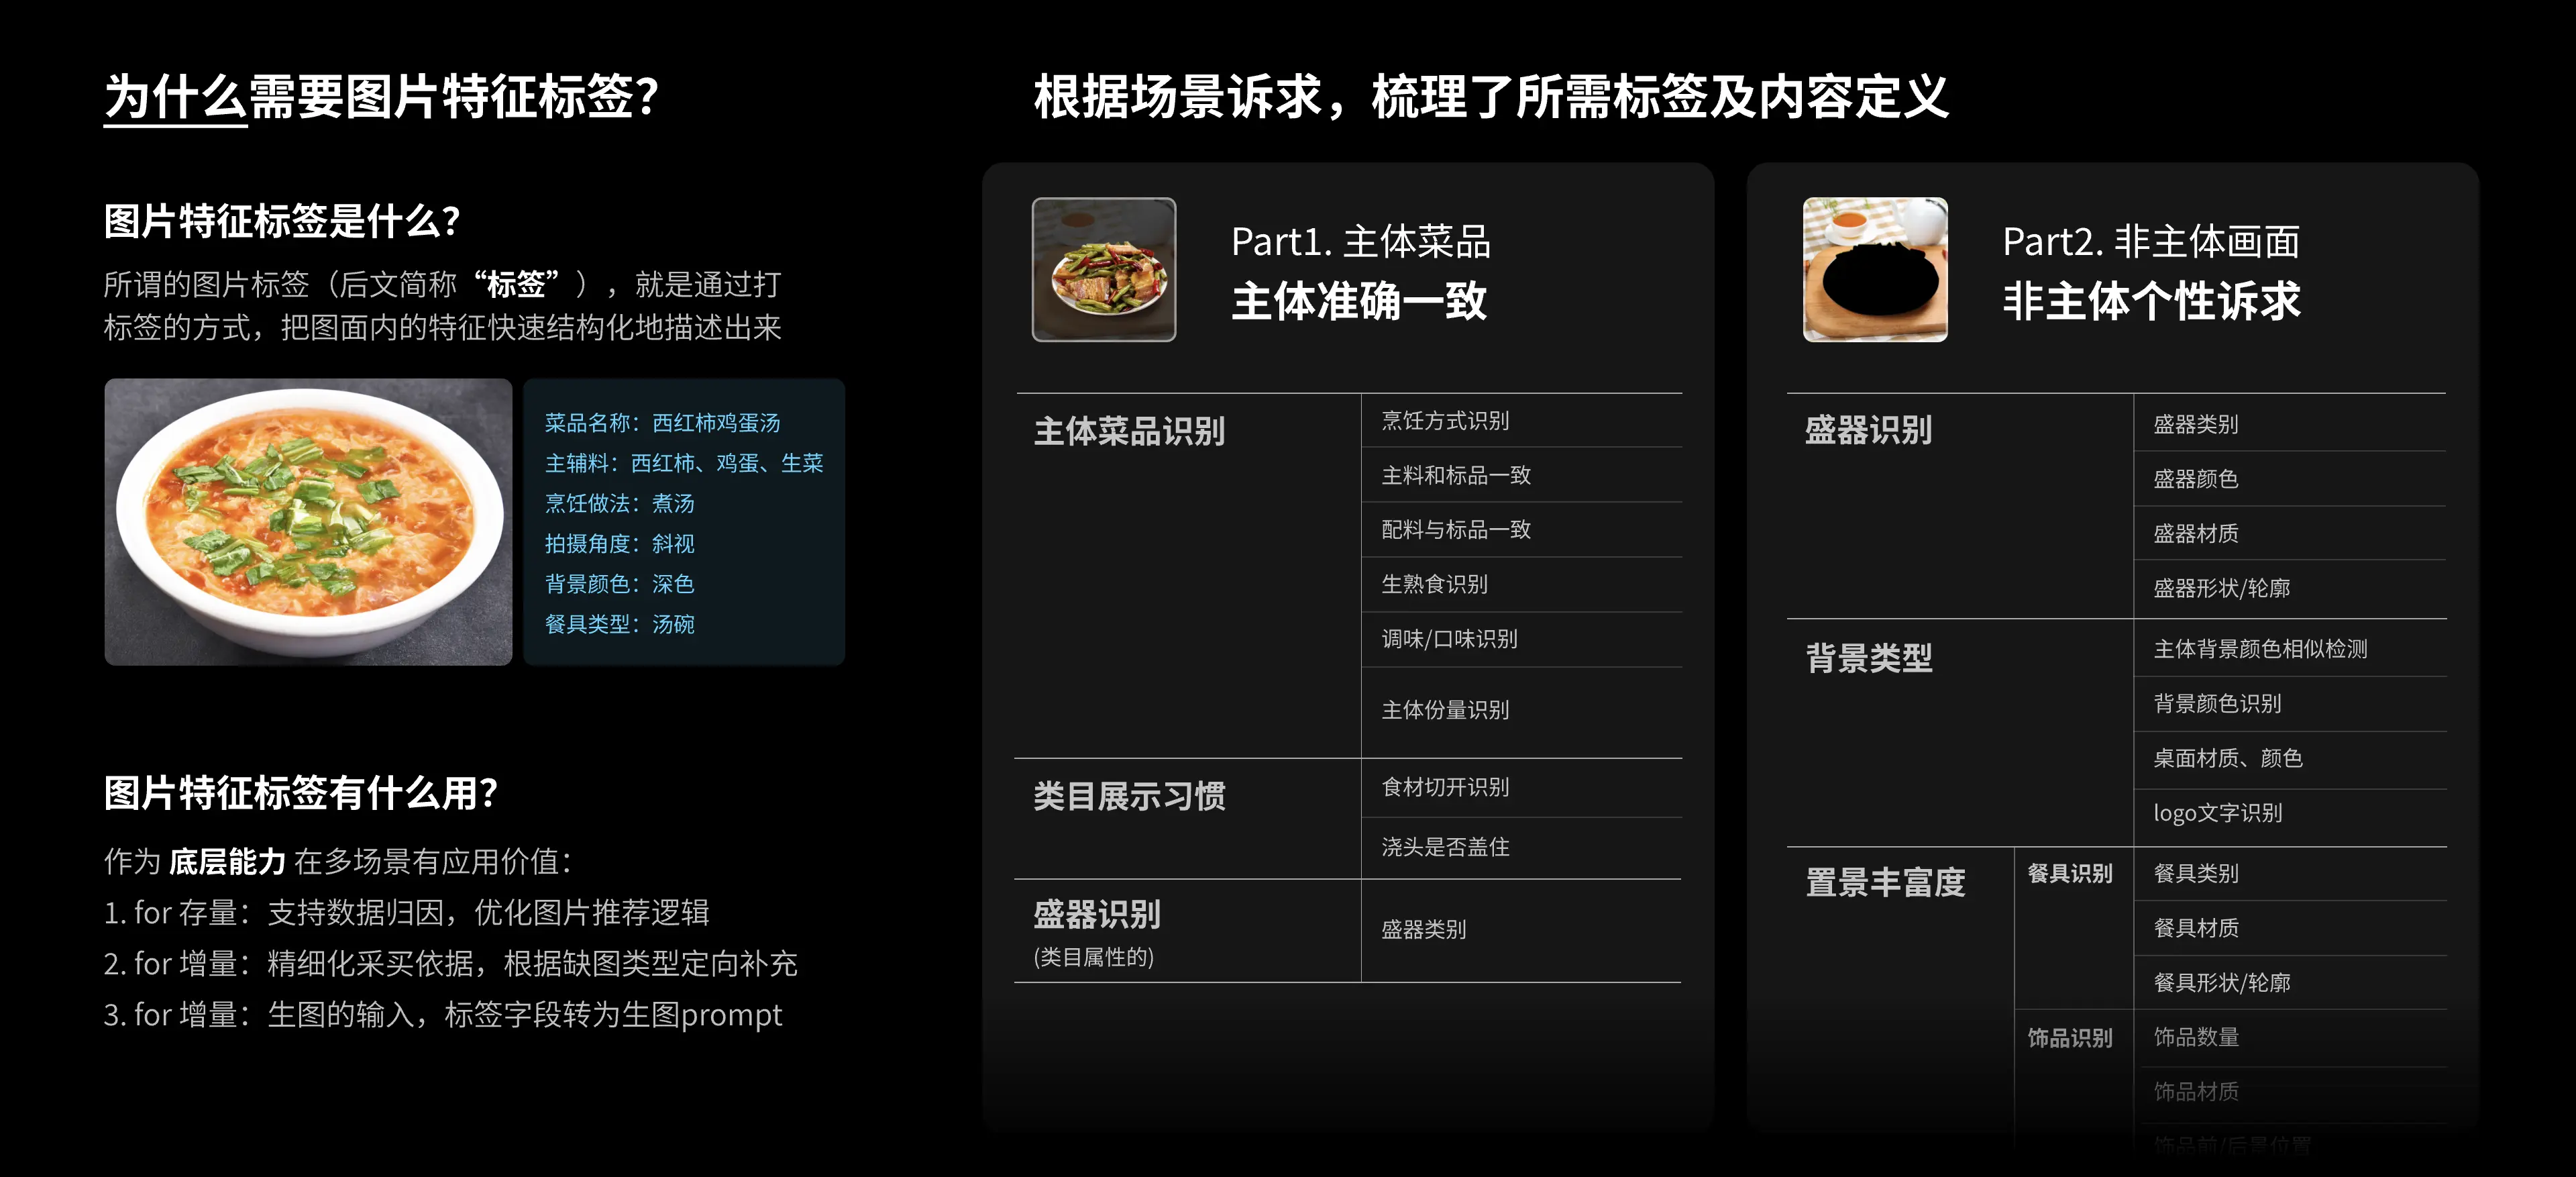 为什么需要图片特征标签？
图片特征标签是什么？
所谓的图片标签（后文简称“标签”），就是通过打
标签的方式，把图面内的特征快速结构化地描述出来
菜品名称：西红柿鸡蛋汤
主辅料：西红柿、鸡蛋、生菜
烹饪做法：煮汤
拍摄角度：斜视
背景颜色：深色
餐具类型：汤碗
图片特征标签有什么用？
作为 底层能力 在多场景有应用价值：
1. for 存量：支持数据归因，优化图片推荐逻辑
2. for 增量：精细化采买依据，根据缺图类型定向补充
3. for 增量：生图的输入，标签字段转为生图prompt
根据场景诉求，梳理了所需标签及内容定义
Part1. 主体菜品
主体准确一致
主体菜品识别
烹饪方式识别
主料和标品一致
配料与标品一致
生熟食识别
调味/口味识别
主体份量识别
类目展示习惯
食材切开识别
浇头是否盖住
盛器识别
(类目属性的)
盛器类别
Part2. 非主体画面
非主体个性诉求
盛器识别
盛器类别
盛器颜色
盛器材质
盛器形状/轮廓
背景类型
主体背景颜色相似检测
背景颜色识别
桌面材质、颜色
logo文字识别
置景丰富度
餐具识别
餐具类别
餐具材质
餐具形状/轮廓
饰品识别
饰品数量
饰品材质
饰品前/后景位置